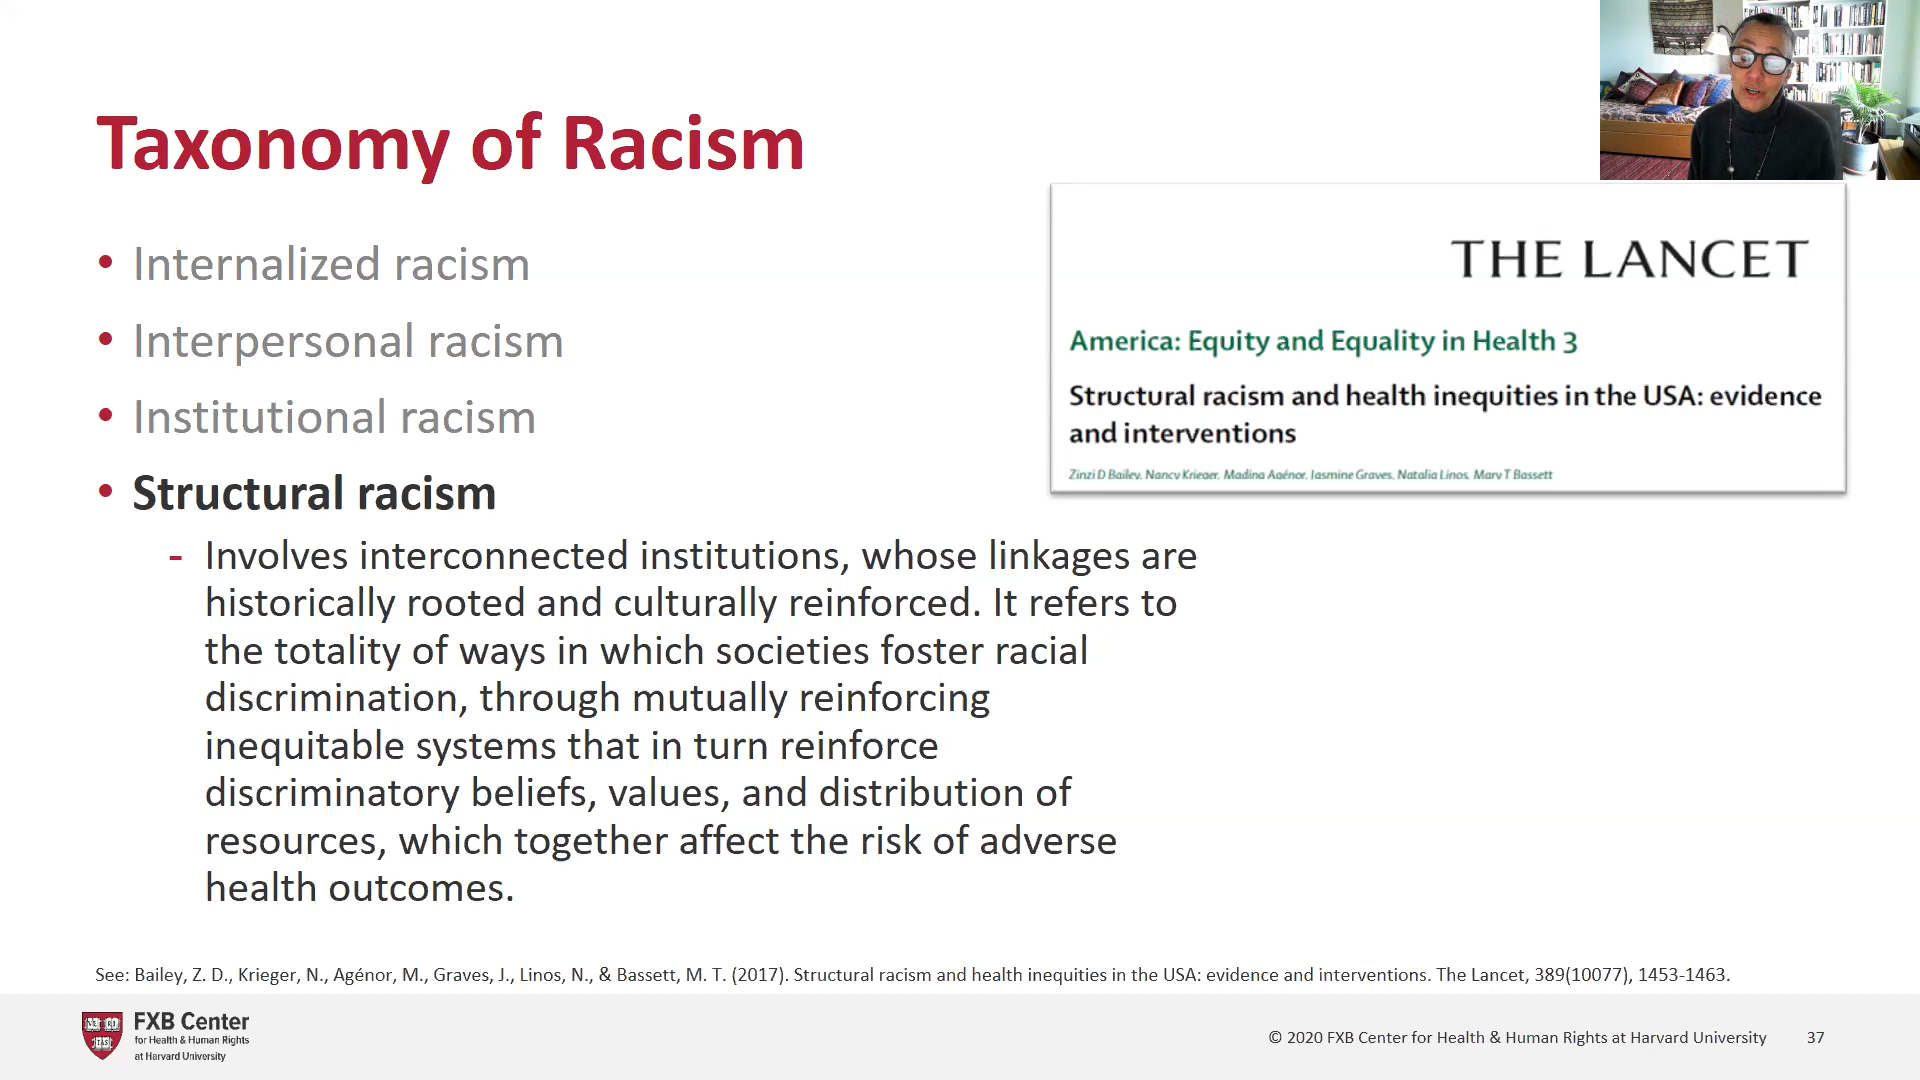 Taxonomy of Racism
• Internalized racism
• Interpersonal racism
• Institutional racism
• Structural racism
- Involves interconnected institutions, whose linkages are
historically rooted and culturally reinforced. It refers to
the totality of ways in which societies foster racial
discrimination, through mutually reinforcing
inequitable systems that in turn reinforce
discriminatory beliefs, values, and distribution of
resources, which together affect the risk of adverse
health outcomes.
THE LANCET
America: Equity and Equality in Health 3
Structural racism and health inequities in the USA: evidence
and interventions
Zinzi D Bailey, Nancy Krieger, Madina Agénor, Jasmine Graves, Natalia Linos, Mary T Bassett
See: Bailey, Z. D., Krieger, N., Agénor, M., Graves, J., Linos, N., & Bassett, M. T. (2017). Structural racism and health inequities in the USA: evidence and interventions. The Lancet, 389(10077), 1453-1463.
VE RI
TAS
FXB Center
for Health & Human Rights
at Harvard University
© 2020 FXB Center for Health & Human Rights at Harvard University
37